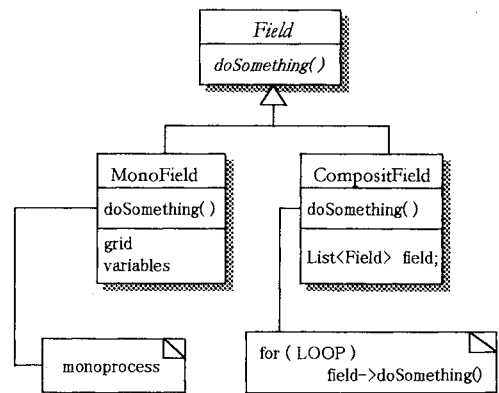 Field
doSomething()
MonoField
doSomething()
grid
variables
CompositField
doSomething()
List<Field> field;
monoprocess
for ( LOOP )
field->doSomething()